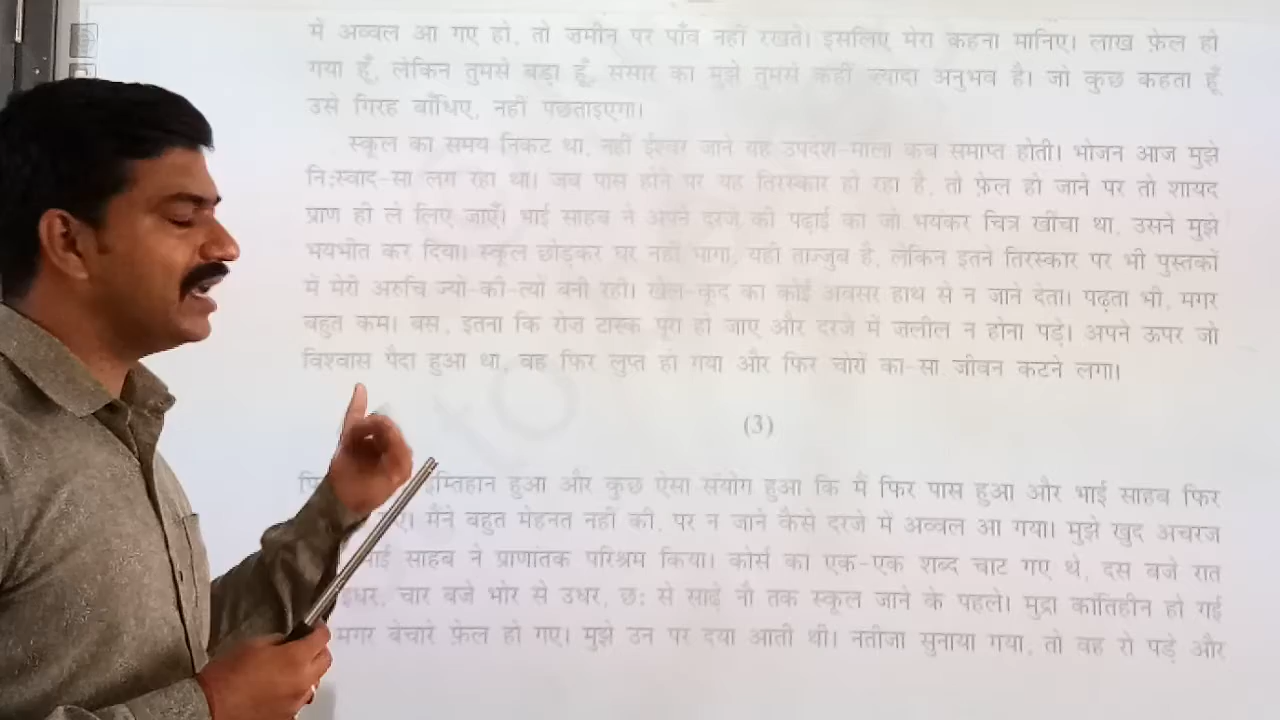 में अव्वल आ गए हो, तो ज़मीन पर पाँव नहीं रखते। इसलिए मेरा कहना मानिए। लाख फ़ेल हो
गया हूँ, लेकिन तुमसे बड़ा हूँ, संसार का मुझे तुमसे कहीं ज़्यादा अनुभव है। जो कुछ कहता हूँ
उसे गिरह बाँधिए, नहीं पछताइएगा।
स्कूल का समय निकट था, नहीं ईश्वर जाने यह उपदेश-माला कब समाप्त होती। भोजन आज मुझे
नि:स्वाद-सा लग रहा था। जब पास होने पर यह तिरस्कार हो रहा है, तो फ़ेल हो जाने पर तो शायद
प्राण ही ले लिए जाएँ। भाई साहब ने अपने दरजे की पढ़ाई का जो भयंकर चित्र खींचा था, उसने मुझे
भयभीत कर दिया। स्कूल छोड़कर घर नहीं भागा, यही ताज्जुब है, लेकिन इतने तिरस्कार पर भी पुस्तकों
में मेरी अरुचि ज्यों-की-त्यों बनी रही। खेल-कूद का कोई अवसर हाथ से न जाने देता। पढ़ता भी, मगर
बहुत कम। बस, इतना कि रोज़ टास्क पूरा हो जाए और दरजे में ज़लील न होना पड़े। अपने ऊपर जो
विश्वास पैदा हुआ था, वह फिर लुप्त हो गया और फिर चोरों का-सा जीवन कटने लगा।
(3)
इम्तिहान हुआ और कुछ ऐसा संयोग हुआ कि मैं फिर पास हुआ और भाई साहब फिर
मैंने बहुत मेहनत नहीं की, पर न जाने कैसे दरजे में अव्वल आ गया। मुझे खुद अचरज
भाई साहब ने प्राणांतक परिश्रम किया। कोर्स का एक-एक शब्द चाट गए थे, दस बजे रात
इधर, चार बजे भोर से उधर, छ: से साढ़े नौ तक स्कूल जाने के पहले। मुद्रा कांतिहीन हो गई
मगर बेचारे फ़ेल हो गए। मुझे उन पर दया आती थी। नतीजा सुनाया गया, तो वह रो पड़े और